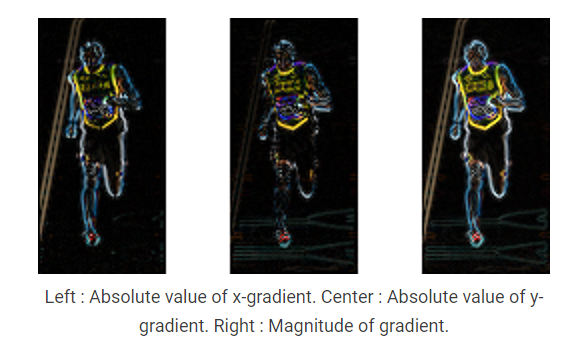 Left : Absolute value of x-gradient. Center : Absolute value of y-
gradient. Right : Magnitude of gradient.